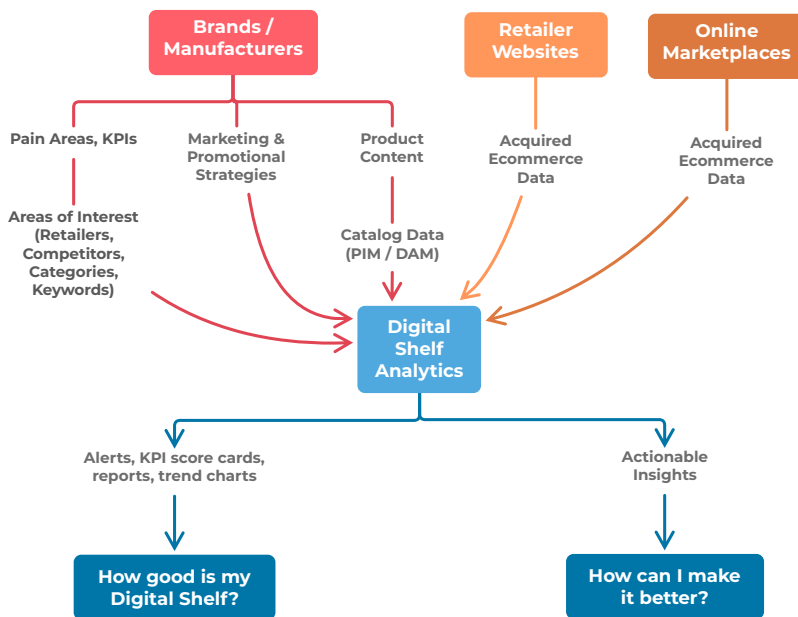 Brands /
Manufacturers
Retailer
Websites
Online
Marketplaces
Pain Areas, KPIs
Marketing &
Promotional
Strategies
Product
Content
Acquired
Ecommerce
Data
Acquired
Ecommerce
Data
Areas of Interest
(Retailers,
Competitors,
Categories,
Keywords)
Catalog Data
(PIM / DAM)
Digital
Shelf
Analytics
Alerts, KPI score cards,
reports, trend charts
Actionable
Insights
How good is my
Digital Shelf?
How can I make
it better?